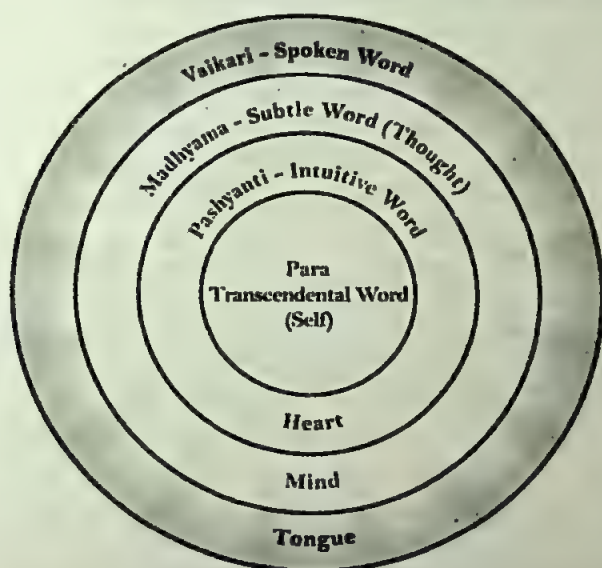 Vaikari - Spoken Word
Madhyama - Subtle Word (Thought)
Pashyanti - Intuitive Word
Para
Transcendental Word
(Self)
Heart
Mind
Tongue